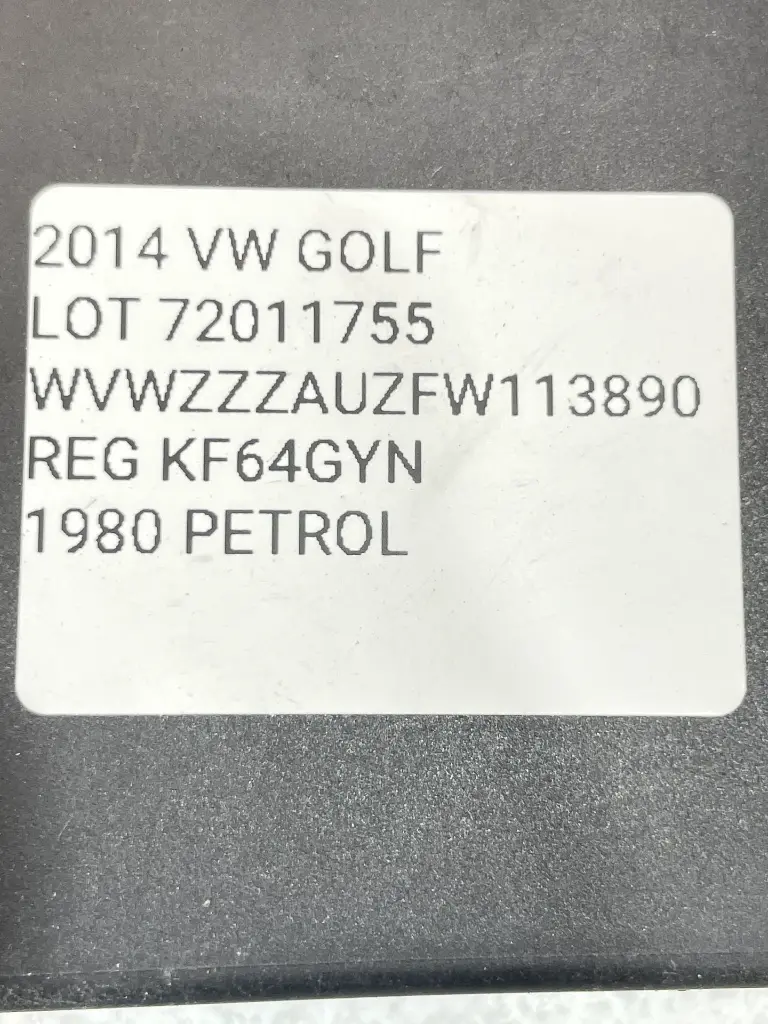 2014 VW GOLF
LOT 72011755
WVWZZZAUZFW113890
REG KF64GYN
1980 PETROL